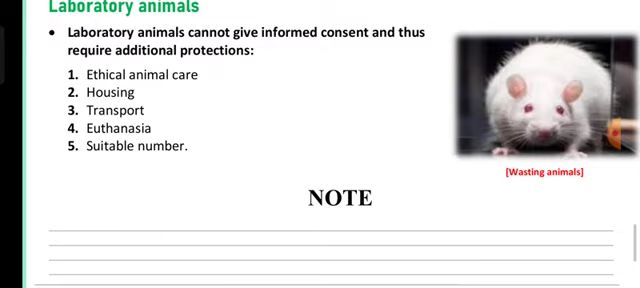 Laboratory animals
• Laboratory animals cannot give informed consent and thus
require additional protections:
1. Ethical animal care
2. Housing
3. Transport
4. Euthanasia
5. Suitable number.
[Wasting animals]
NOTE